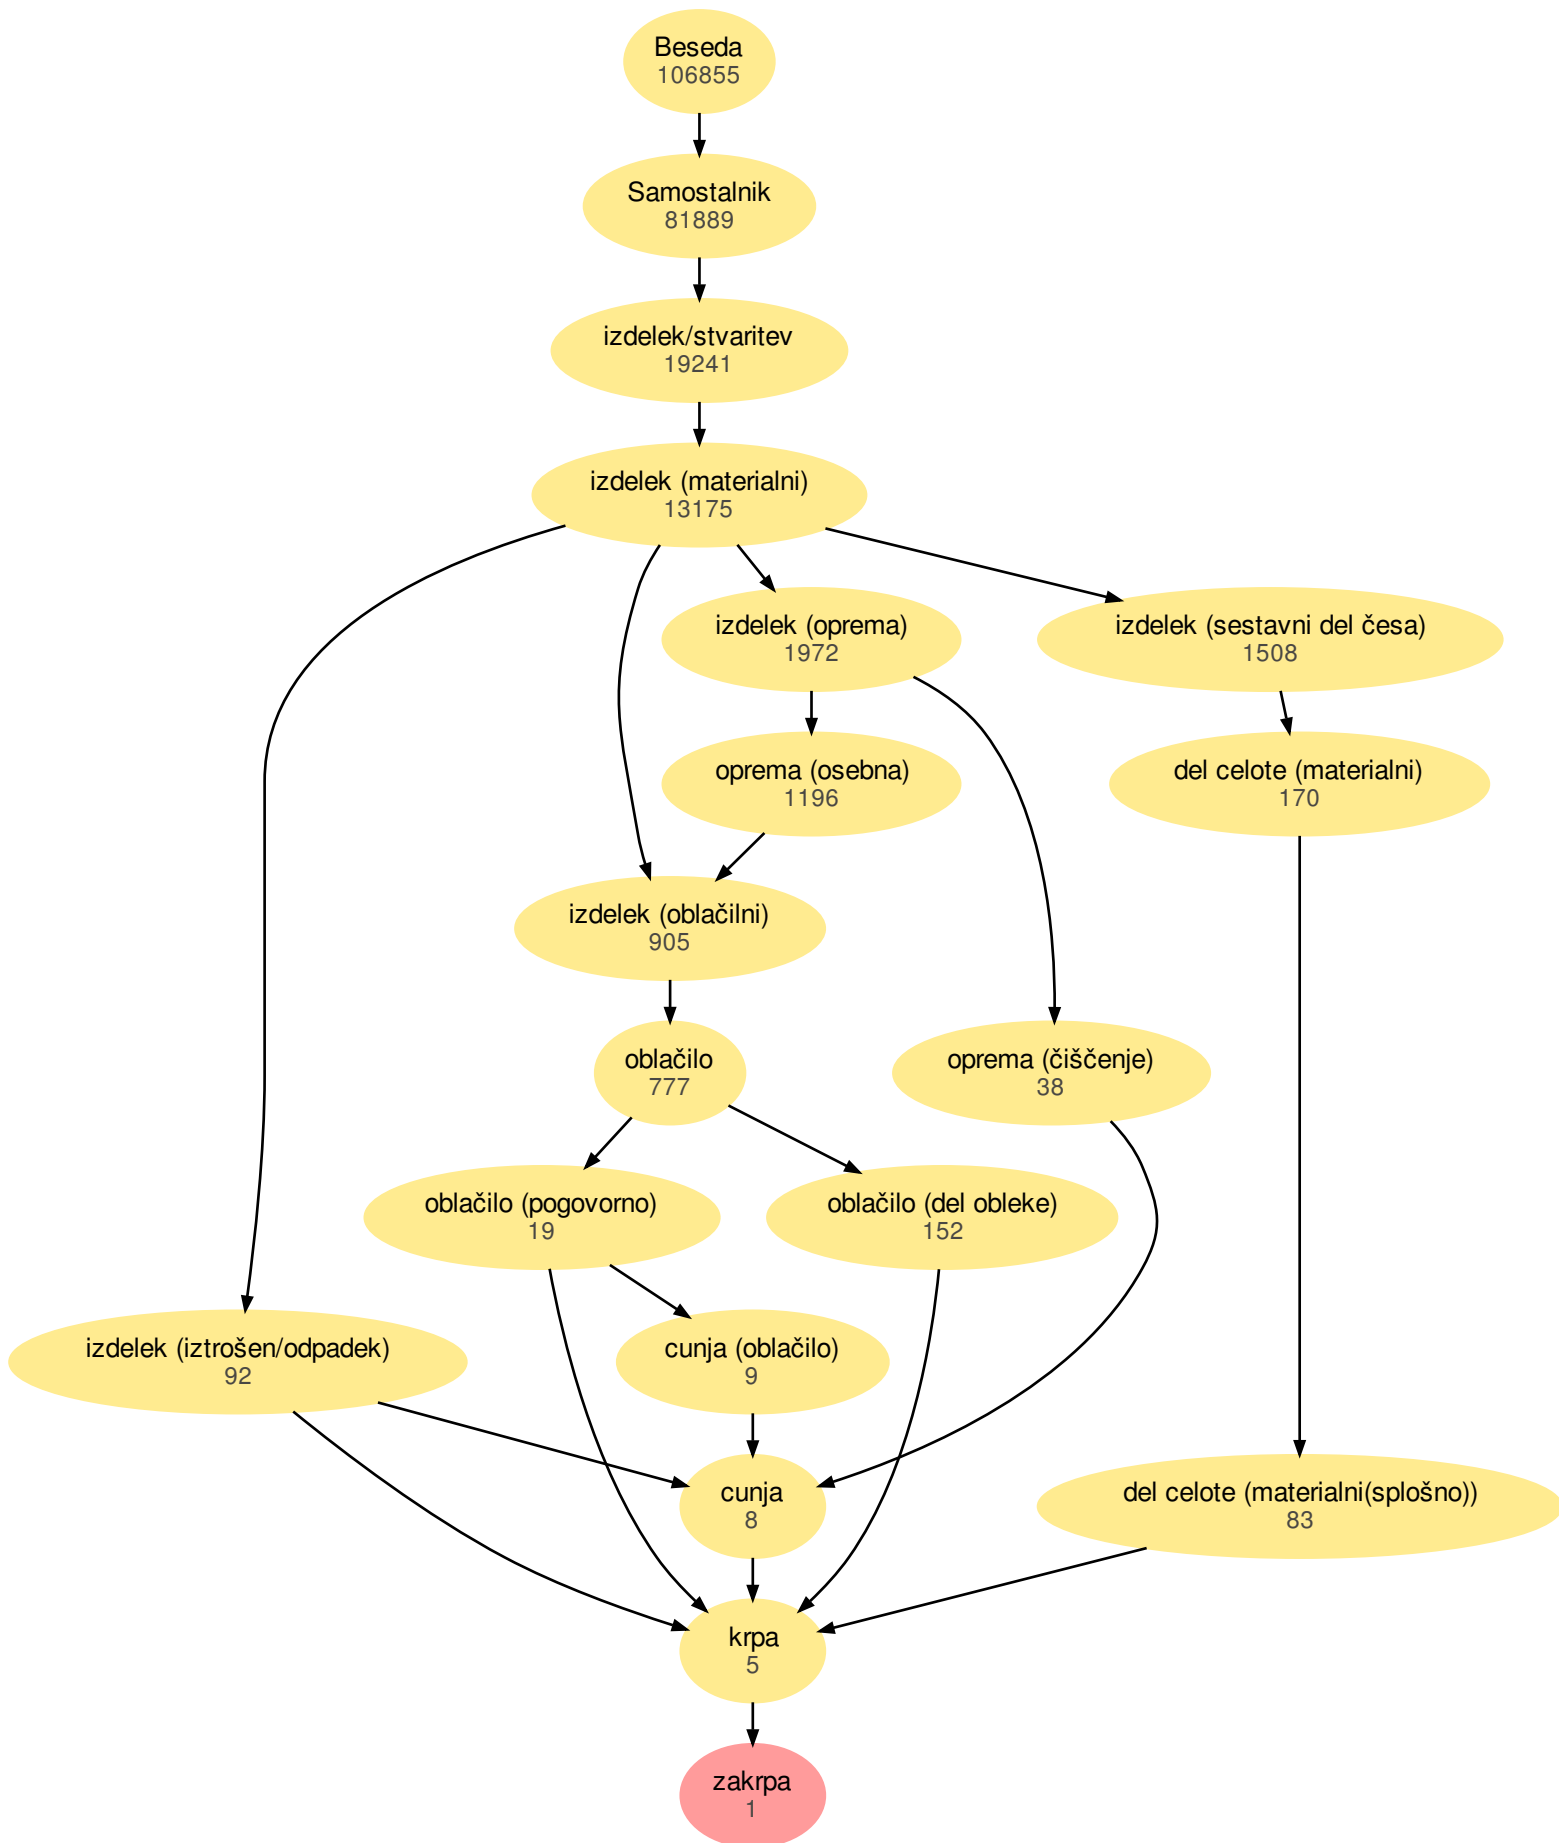 Beseda
106855
Samostalnik
81889
izdelek/stvaritev
19241
izdelek (materialni)
13175
izdelek (oprema)
1972
izdelek (sestavni del česa)
1508
oprema (osebna)
1196
del celote (materialni)
170
izdelek (oblačilni)
905
oblačilo
777
oprema (čiščenje)
38
oblačilo (pogovorno)
19
oblačilo (del obleke)
152
izdelek (iztrošen/odpadek)
92
cunja (oblačilo)
9
cunja
8
del celote (materialni(splošno))
83
krpa
5
zakrpa
1